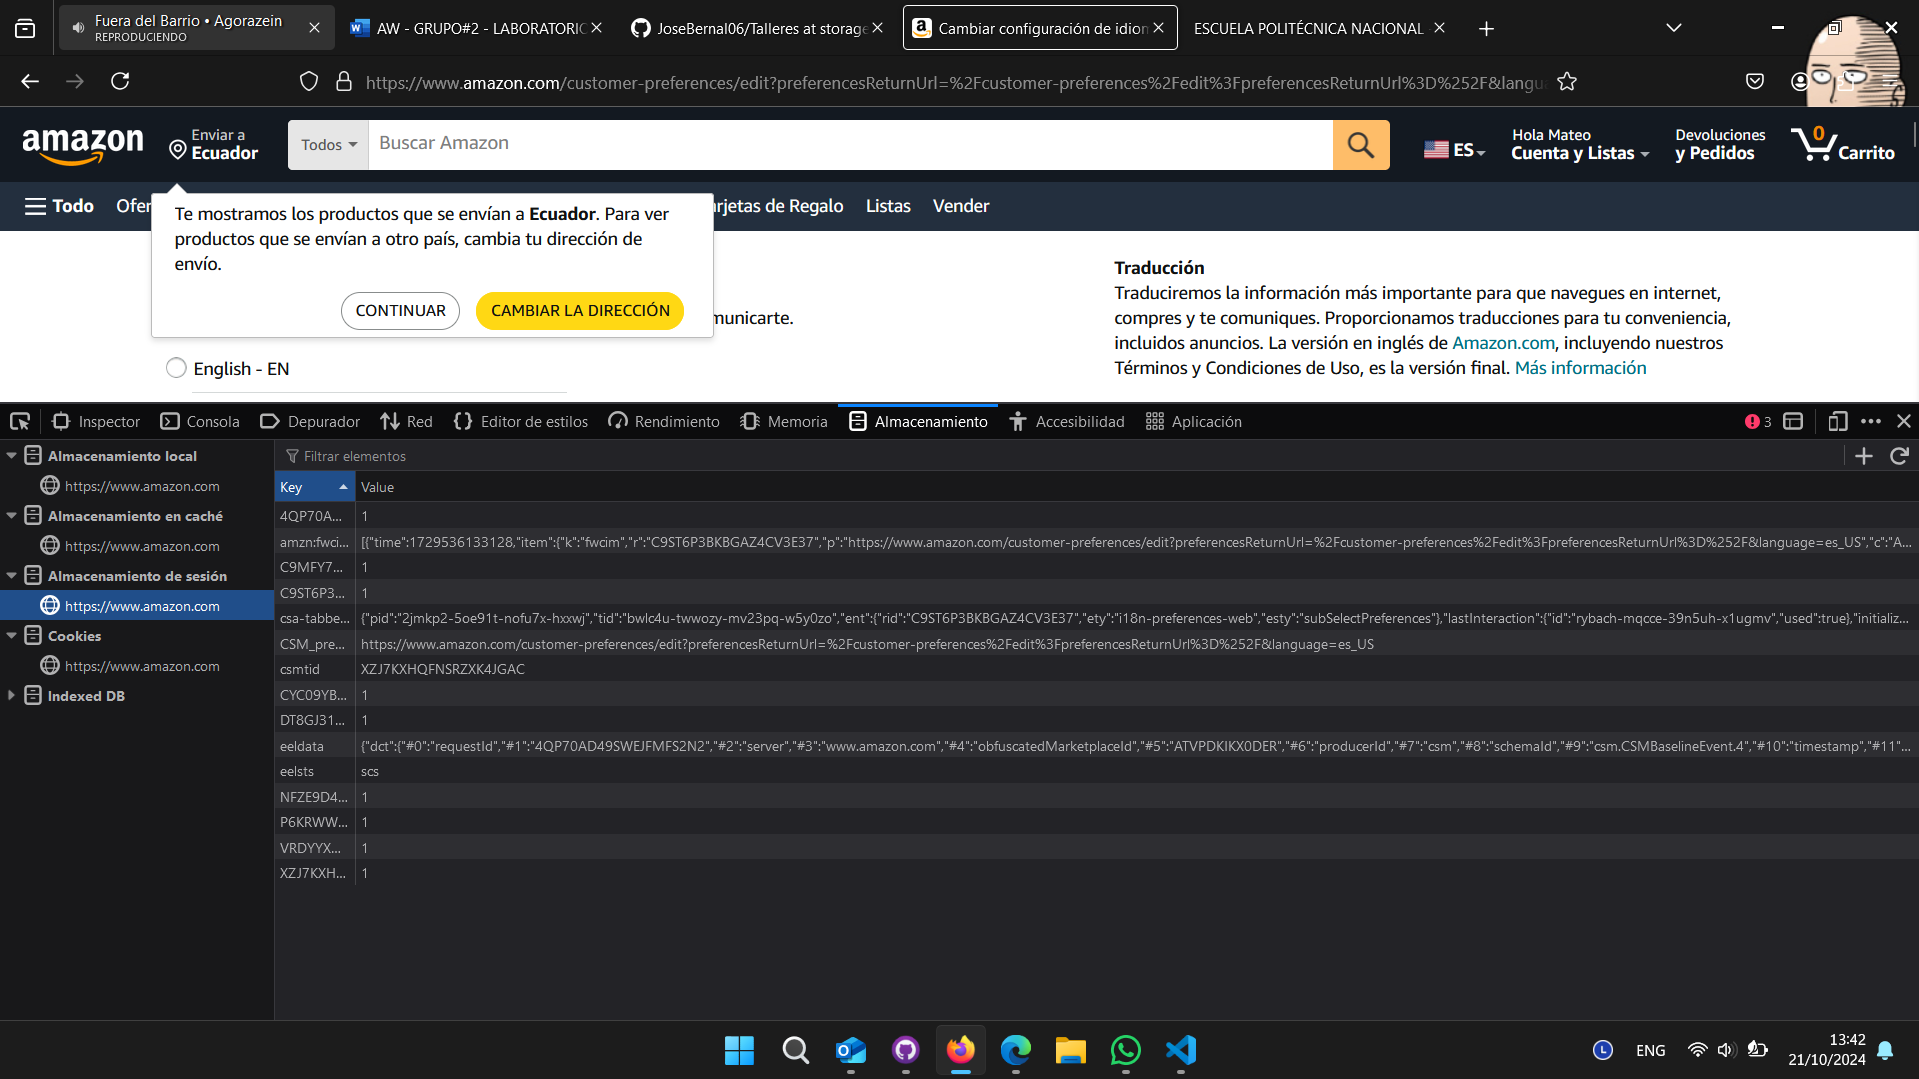 Fuera del Barrio • Agorazein
REPRODUCIENDO
AW - GRUPO#2 - LABORATORIO
JoseBernal06/Talleres at storage
Cambiar configuración de idiom
ESCUELA POLITÉCNICA NACIONAL -
https://www.amazon.com/customer-preferences/edit?preferencesReturnUrl=%2Fcustomer-preferences%2Fedit%3FpreferencesReturnUrl%3D%252F&langu
amazon
Enviar a
Ecuador
Todos
Buscar Amazon
ES
Hola Mateo
Cuenta y Listas
Devoluciones
y Pedidos
0
Carrito
Todo
Ofer
rjetas de Regalo
Listas
Vender
Te mostramos los productos que se envían a Ecuador. Para ver
productos que se envían a otro país, cambia tu dirección de
envío.
CONTINUAR
CAMBIAR LA DIRECCIÓN
municarte.
English - EN
Traducción
Traduciremos la información más importante para que navegues en internet,
compres y te comuniques. Proporcionamos traducciones para tu conveniencia,
incluidos anuncios. La versión en inglés de Amazon.com, incluyendo nuestros
Términos y Condiciones de Uso, es la versión final. Más información
Inspector
Consola
Depurador
Red
Editor de estilos
Rendimiento
Memoria
Almacenamiento
Accesibilidad
Aplicación
3
Almacenamiento local
https://www.amazon.com
Almacenamiento en caché
https://www.amazon.com
Almacenamiento de sesión
https://www.amazon.com
Cookies
https://www.amazon.com
Indexed DB
Filtrar elementos
Key Value
4QP70A... 1
amzn:fwci... [{"time":1729536133128,"item":{"k":"fwcim","r":"C9ST6P3BKBGAZ4CV3E37","p":"https://www.amazon.com/customer-preferences/edit?preferencesReturnUrl=%2Fcustomer-preferences%2Fedit%3FpreferencesReturnUrl%3D%252F&language=es_US","c":"A...
C9MFY7... 1
C9ST6P3... 1
csa-tabbe... {"pid":"2jmkp2-5oe91t-nofu7x-hxxwj","tid":"bwlc4u-twwozy-mv23pq-w5y0zo","ent":{"rid":"C9ST6P3BKBGAZ4CV3E37","ety":"i18n-preferences-web","esty":"subSelectPreferences"},"lastInteraction":{"id":"rybach-mqcce-39n5uh-x1ugmv","used":true},"initializ...
CSM_pre... https://www.amazon.com/customer-preferences/edit?preferencesReturnUrl=%2Fcustomer-preferences%2Fedit%3FpreferencesReturnUrl%3D%252F&language=es_US
csmtid XZJ7KXHQFNSRZXK4JGAC
CYC09YB... 1
DT8GJ31... 1
eeldata {"dct":{"#0":"requestId","#1":"4QP70AD49SWEJFMFS2N2","#2":"server","#3":"www.amazon.com","#4":"obfuscatedMarketplaceId","#5":"ATVPDKIKX0DER","#6":"producerId","#7":"csm","#8":"schemaId","#9":"csm.CSMBaselineEvent.4","#10":"timestamp","#11"...
eelsts scs
NFZE9D4... 1
P6KRWW... 1
VRDYYX... 1
XZJ7KXH... 1
L
ENG
13:42
21/10/2024